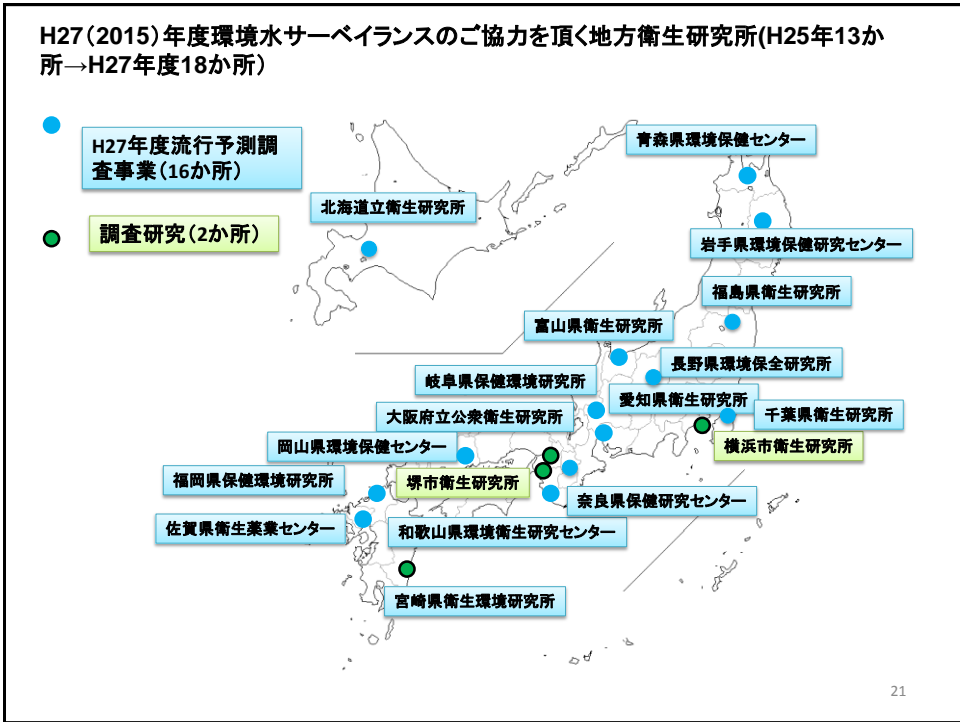 H27（2015）年度環境水サーベイランスのご協力を頂く地方衛生研究所(H25年13か
所→H27年度18か所）
H27年度流行予測調
査事業（16か所）
調査研究（2か所）
青森県環境保健センター
北海道立衛生研究所
岩手県環境保健研究センター
福島県衛生研究所
富山県衛生研究所
長野県環境保全研究所
岐阜県保健環境研究所
愛知県衛生研究所
千葉県衛生研究所
大阪府立公衆衛生研究所
横浜市衛生研究所
岡山県環境保健センター
福岡県保健環境研究所
堺市衛生研究所
奈良県保健研究センター
佐賀県衛生薬業センター
和歌山県環境衛生研究センター
宮崎県衛生環境研究所
21